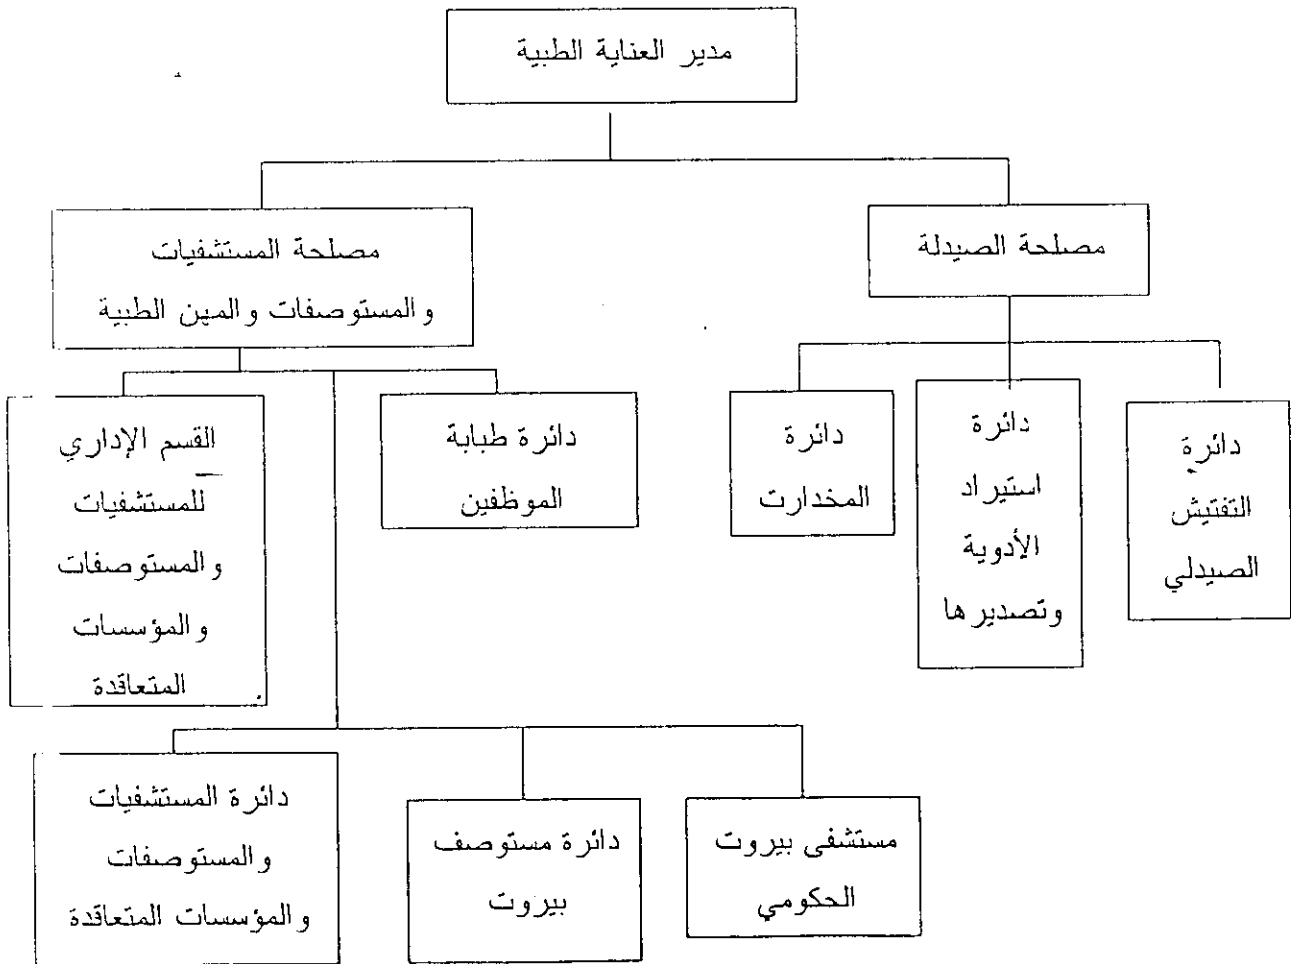 مدير العناية الطبية
مصلحة الصيدلة
مصلحة المستشفيات
والمستوصفات والمهن الطبية
دائرة
التفتيش
الصيدلي
دائرة
استيراد
الأدوية
وتصديرها
دائرة
المخدارت
دائرة طبابة
الموظفين
القسم الإداري
للمستشفيات
والمستوصفات
والمؤسسات
المتعاقدة
مستشفى بيروت
الحكومي
دائرة مستوصف
بيروت
دائرة المستشفيات
والمستوصفات
والمؤسسات المتعاقدة